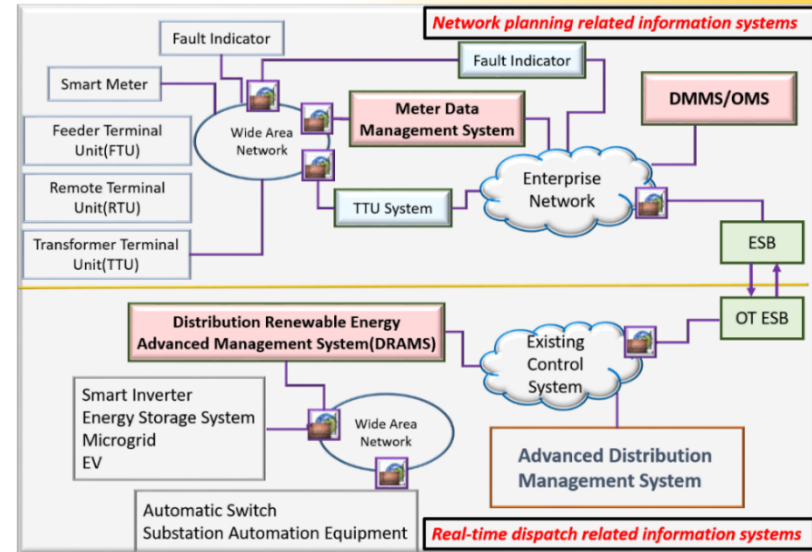 Network planning related information systems
Fault Indicator
Fault Indicator
Smart Meter
DMMS/OMS
Meter Data
Management System
Wide Area
Network
Feeder Terminal
Unit(FTU)
Enterprise
Network
Remote Terminal
Unit(RTU)
TTU System
Transformer Terminal
Unit(TTU)
ESB
OT ESB
Distribution Renewable Energy
Advanced Management System(DRAMS)
Existing
Control
System
Smart Inverter
Energy Storage System
Microgrid
EV
Wide Area
Network
Advanced Distribution
Management System
Automatic Switch
Substation Automation Equipment
Real-time dispatch related information systems